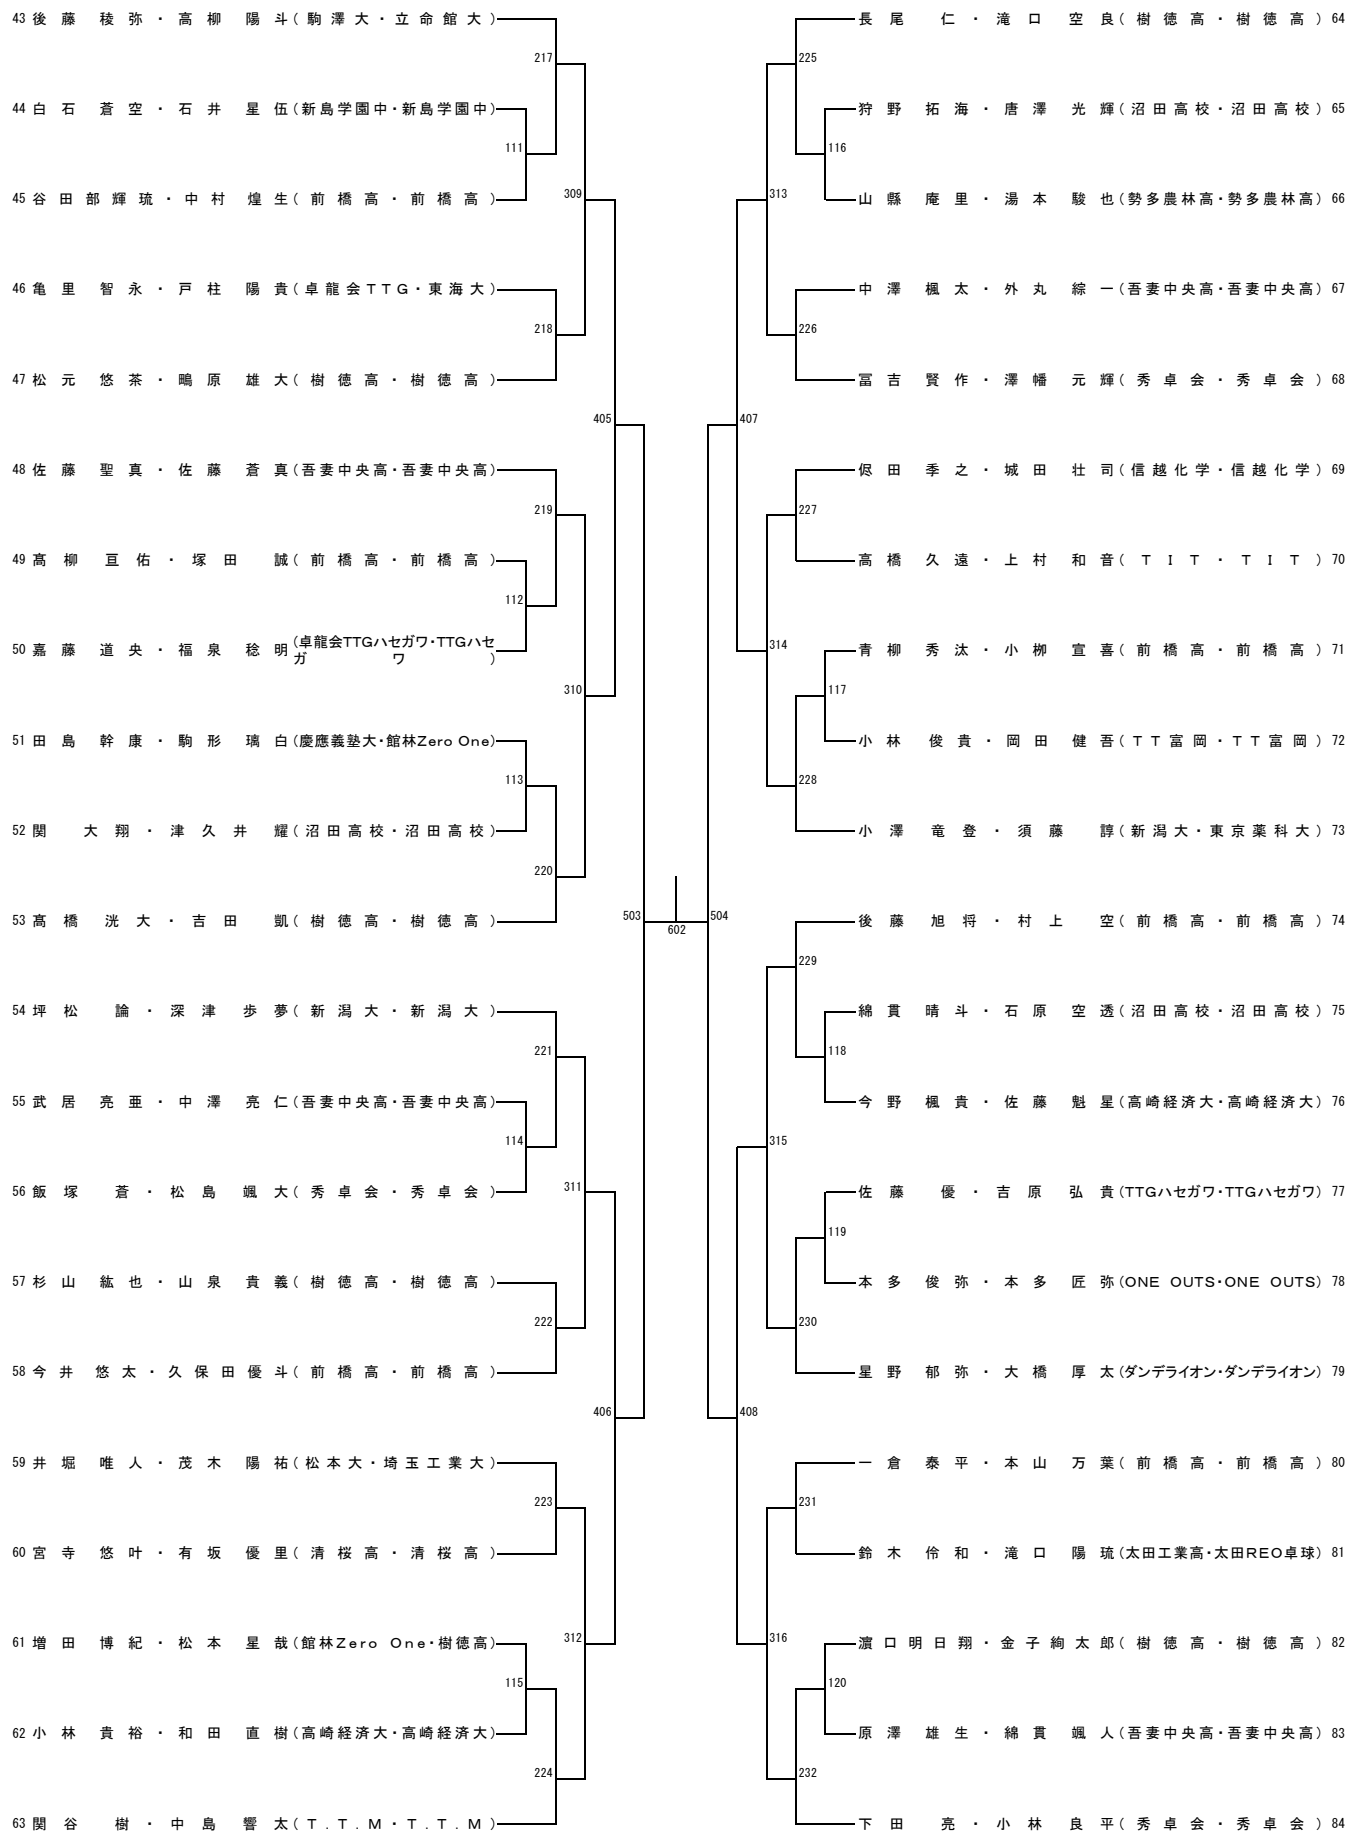 43 後藤 稜弥・高柳 陽斗(駒澤大・立命館大)
217
44 白石 蒼空・石井 星伍(新島学園中・新島学園中)
111
45 谷田部輝琉・中村 煌生(前橋高・前橋高)
309
46 亀里 智永・戸柱 陽貴(卓龍会TTG・東海大)
218
47 松元 悠茶・鴫原 雄大(樹徳高・樹徳高)
405
48 佐藤 聖真・佐藤 蒼真(吾妻中央高・吾妻中央高)
219
49 髙柳 亘佑・塚田 誠(前橋高・前橋高)
112
50 嘉藤 道央・福泉 稔明(卓龍会TTGハセガワ・TTGハセ
ガワ)
310
51 田島 幹康・駒形 璃白(慶應義塾大・館林Zero One)
113
52 関 大翔・津久井 耀(沼田高校・沼田高校)
220
53 髙橋 洸大・吉田 凱(樹徳高・樹徳高)
503
54 坪松 論・深津 歩夢(新潟大・新潟大)
221
55 武居 亮亜・中澤 亮仁(吾妻中央高・吾妻中央高)
114
56 飯塚 蒼・松島 颯大(秀卓会・秀卓会)
311
57 杉山 紘也・山泉 貴義(樹徳高・樹徳高)
222
58 今井 悠太・久保田優斗(前橋高・前橋高)
406
59 井堀 唯人・茂木 陽祐(松本大・埼玉工業大)
223
60 宮寺 悠叶・有坂 優里(清桜高・清桜高)
312
61 増田 博紀・松本 星哉(館林Zero One・樹徳高)
115
62 小林 貴裕・和田 直樹(高崎経済大・高崎経済大)
224
63 関谷 樹・中島 響太(T.T.M・T.T.M)
602
長尾 仁・滝口 空良(樹徳高・樹徳高) 64
225
狩野 拓海・唐澤 光輝(沼田高校・沼田高校) 65
116
山縣 庵里・湯本 駿也(勢多農林高・勢多農林高) 66
313
中澤 楓太・外丸 綜一(吾妻中央高・吾妻中央高) 67
226
冨吉 賢作・澤幡 元輝(秀卓会・秀卓会) 68
407
田 季之・城田 壮司(信越化学・信越化学) 69
227
高橋 久遠・上村 和音(TIT・TIT) 70
314
青柳 秀汰・小栁 宣喜(前橋高・前橋高) 71
117
小林 俊貴・岡田 健吾(TT富岡・TT富岡) 72
228
小澤 竜登・須藤 諄(新潟大・東京薬科大) 73
504
後藤 旭将・村上 空(前橋高・前橋高) 74
229
綿貫 晴斗・石原 空透(沼田高校・沼田高校) 75
118
今野 楓貴・佐藤 魁星(高崎経済大・高崎経済大) 76
315
佐藤 優・吉原 弘貴(TTGハセガワ・TTGハセガワ) 77
119
本多 俊弥・本多 匠弥(ONE OUTS・ONE OUTS) 78
230
星野 郁弥・大橋 厚太(ダンデライオン・ダンデライオン) 79
408
一倉 泰平・本山 万葉(前橋高・前橋高) 80
231
鈴木 伶和・滝口 陽琉(太田工業高・太田REO卓球) 81
316
濵口明日翔・金子絢太郎(樹徳高・樹徳高) 82
120
原澤 雄生・綿貫 颯人(吾妻中央高・吾妻中央高) 83
232
下田 亮・小林 良平(秀卓会・秀卓会) 84